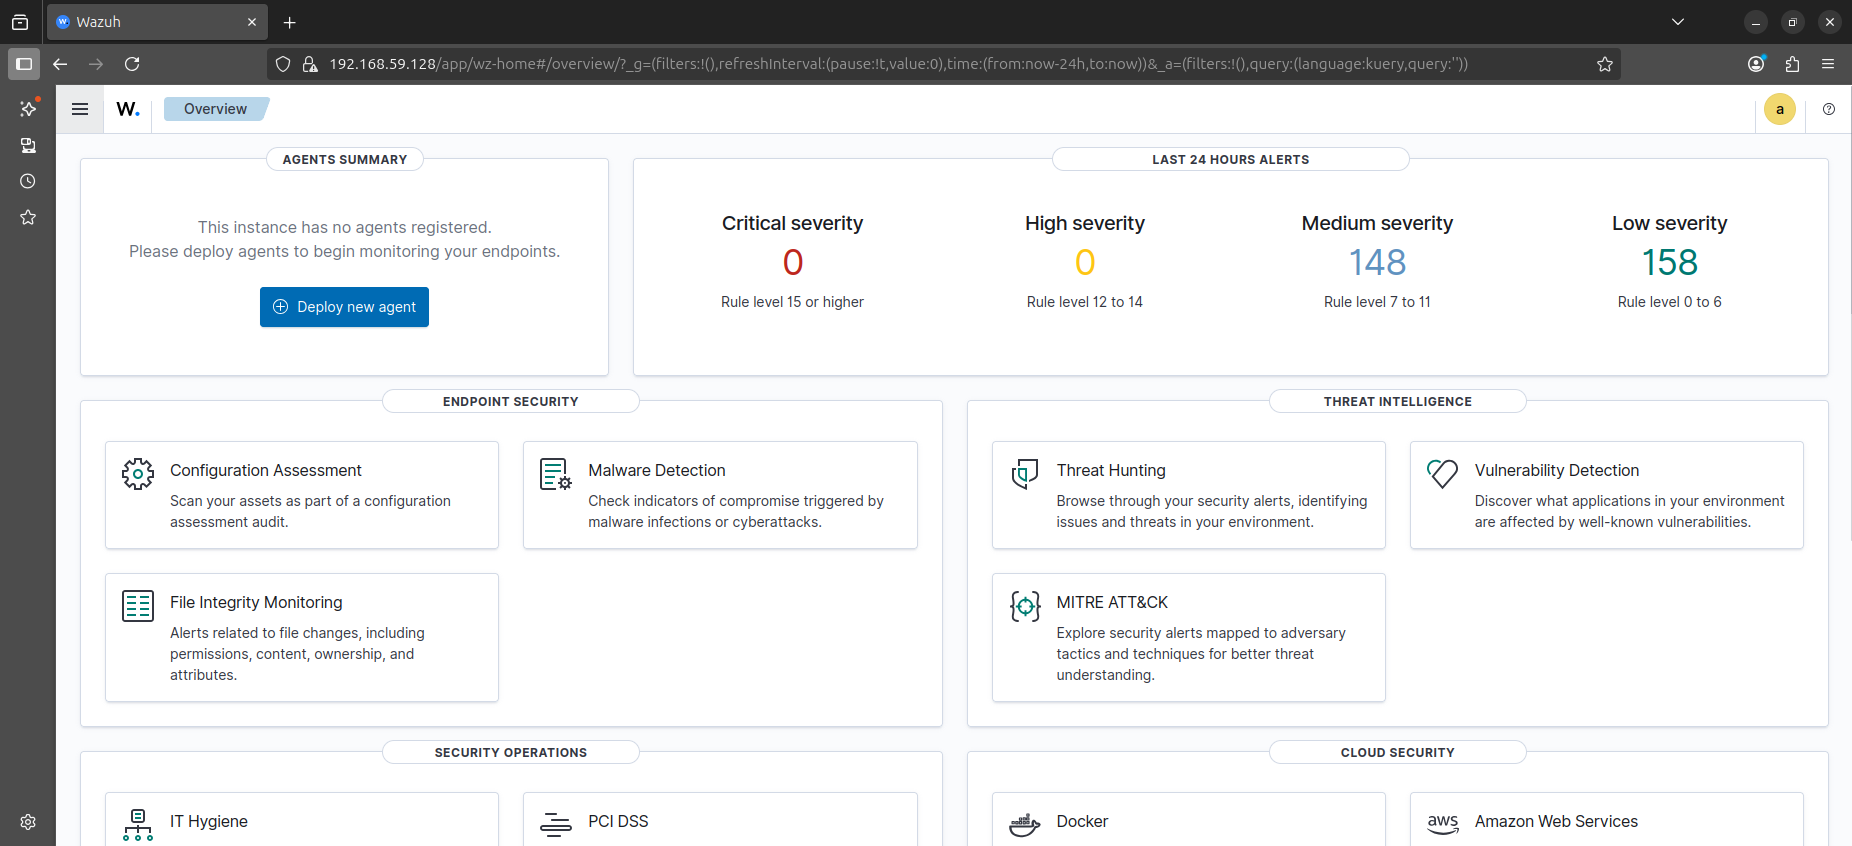 Wazuh
192.168.59.128/app/wz-home#/overview/?_g=(filters:!(),refreshInterval:(pause:!t,value:0),time:(from:now-24h,to:now))&_a=(filters:!(),query:(language:kuery,query:''))
W.
Overview
a
AGENTS SUMMARY
This instance has no agents registered.
Please deploy agents to begin monitoring your endpoints.
Deploy new agent
LAST 24 HOURS ALERTS
Critical severity
0
Rule level 15 or higher
High severity
0
Rule level 12 to 14
Medium severity
148
Rule level 7 to 11
Low severity
158
Rule level 0 to 6
ENDPOINT SECURITY
Configuration Assessment
Scan your assets as part of a configuration
assessment audit.
Malware Detection
Check indicators of compromise triggered by
malware infections or cyberattacks.
File Integrity Monitoring
Alerts related to file changes, including
permissions, content, ownership, and
attributes.
THREAT INTELLIGENCE
Threat Hunting
Browse through your security alerts, identifying
issues and threats in your environment.
Vulnerability Detection
Discover what applications in your environment
are affected by well-known vulnerabilities.
MITRE ATT&CK
Explore security alerts mapped to adversary
tactics and techniques for better threat
understanding.
SECURITY OPERATIONS
IT Hygiene
PCI DSS
CLOUD SECURITY
Docker
aws
Amazon Web Services